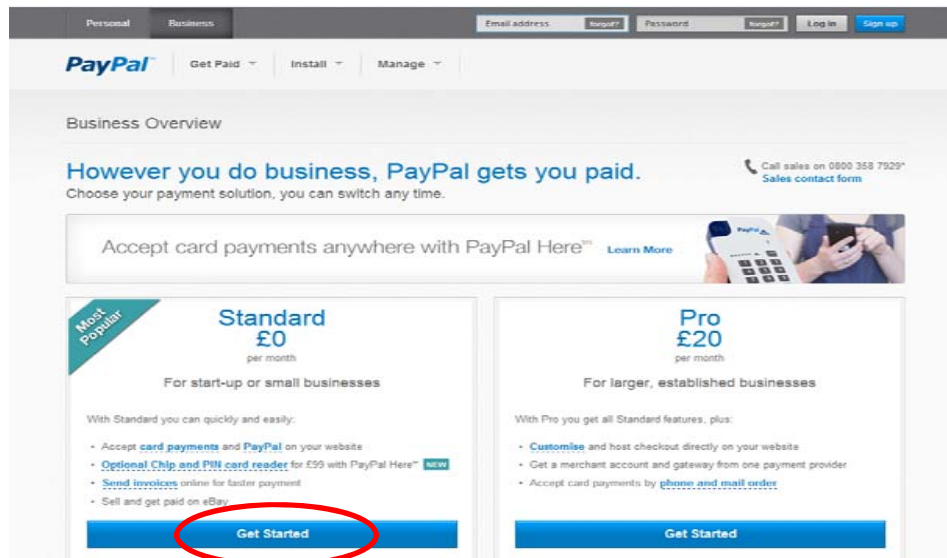 Personal Business Email address forgot? Password forgot? Log in Sign up
PayPal™ Get Paid Install Manage
Business Overview
However you do business, PayPal gets you paid.
Choose your payment solution, you can switch any time.
Call sales on 0800 358 7929*
Sales contact form
Accept card payments anywhere with PayPal Here™ Learn More
PayPal
Most Popular
Standard
£0
per month
For start-up or small businesses
With Standard you can quickly and easily:
• Accept card payments and PayPal on your website
• Optional Chip and PIN card reader for £99 with PayPal Here™ NEW
• Send invoices online for faster payment
• Sell and get paid on eBay
Get Started
Pro
£20
per month
For larger, established businesses
With Pro you get all Standard features, plus:
• Customise and host checkout directly on your website
• Get a merchant account and gateway from one payment provider
• Accept card payments by phone and mail order
Get Started